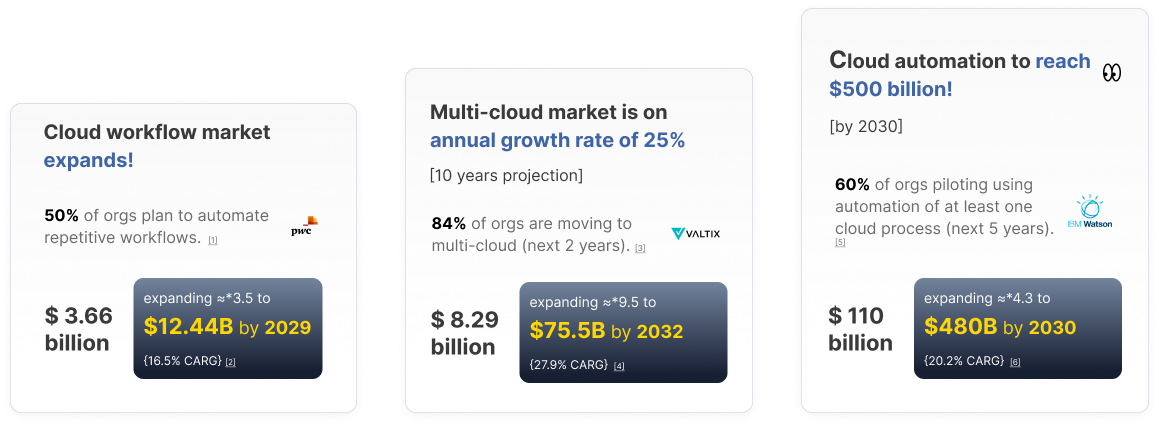 Cloud workflow market
expands!
50% of orgs plan to automate
repetitive workflows. [1]
pwc
$ 3.66
billion
expanding ≈*3.5 to
$12.44B by 2029
{16.5% CARG} [2]
Multi-cloud market is on
annual growth rate of 25%
[10 years projection]
84% of orgs are moving to
multi-cloud (next 2 years). [3]
VALTIX
$ 8.29
billion
expanding ≈*9.5 to
$75.5B by 2032
{27.9% CARG} [4]
Cloud automation to reach
$500 billion!
[by 2030]
60% of orgs piloting using
automation of at least one
cloud process (next 5 years).
[5]
IBM Watson
$ 110
billion
expanding ≈*4.3 to
$480B by 2030
{20.2% CARG} [6]